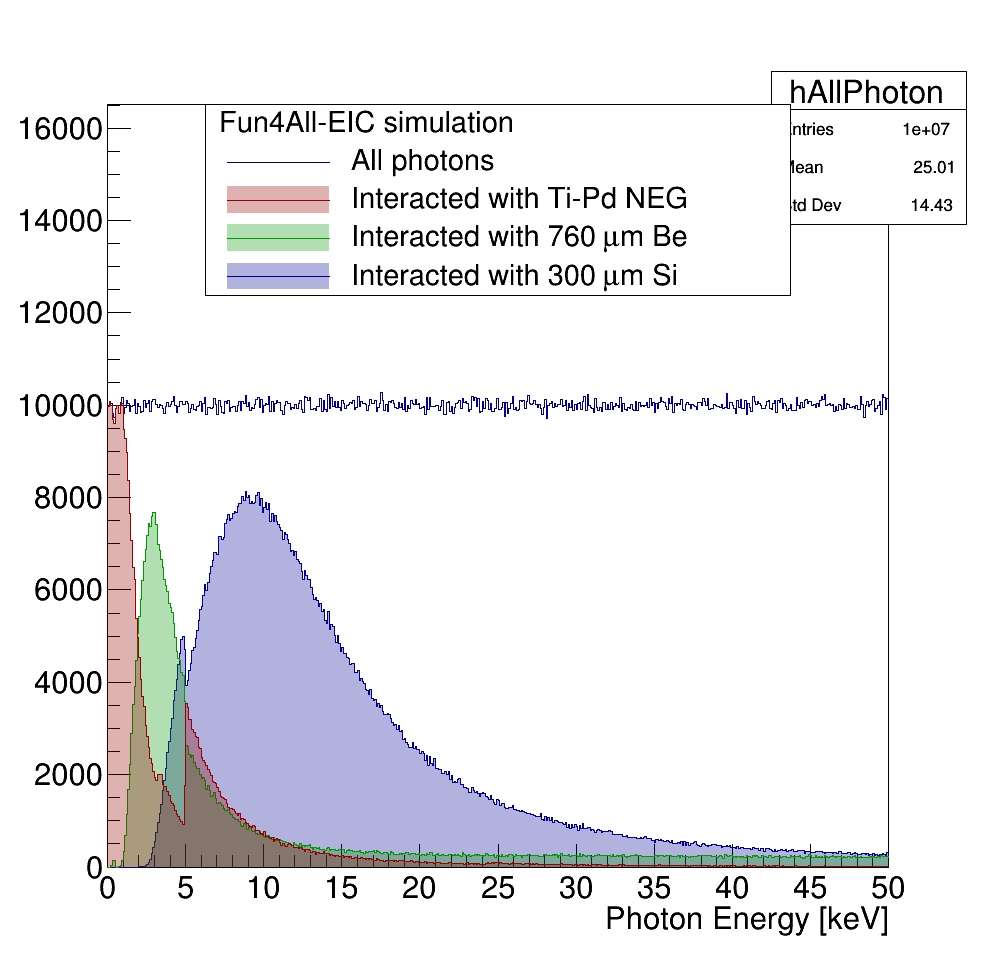 hAllPhoton
ntries 1e+07
Mean 25.01
Std Dev 14.43
Fun4All-EIC simulation
All photons
Interacted with Ti-Pd NEG
Interacted with 760 μm Be
Interacted with 300 μm Si
16000
14000
12000
10000
8000
6000
4000
2000
0
0 5 10 15 20 25 30 35 40 45 50
Photon Energy [keV]